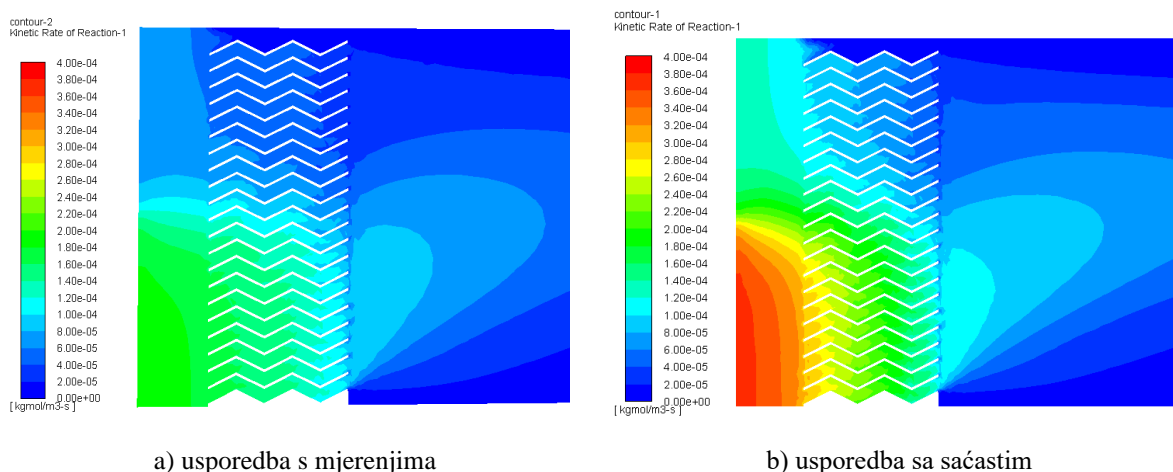 contour-2
Kinetic Rate of Reaction-1
4.00e-04
3.80e-04
3.60e-04
3.40e-04
3.20e-04
3.00e-04
2.80e-04
2.60e-04
2.40e-04
2.20e-04
2.00e-04
1.80e-04
1.60e-04
1.40e-04
1.20e-04
1.00e-04
8.00e-05
6.00e-05
4.00e-05
2.00e-05
0.00e+00
[ kgmol/m3-s ]
a) usporedba s mjerenjima
contour-1
Kinetic Rate of Reaction-1
4.00e-04
3.80e-04
3.60e-04
3.40e-04
3.20e-04
3.00e-04
2.80e-04
2.60e-04
2.40e-04
2.20e-04
2.00e-04
1.80e-04
1.60e-04
1.40e-04
1.20e-04
1.00e-04
8.00e-05
6.00e-05
4.00e-05
2.00e-05
0.00e+00
[ kgmol/m3-s ]
b) usporedba sa saćastim